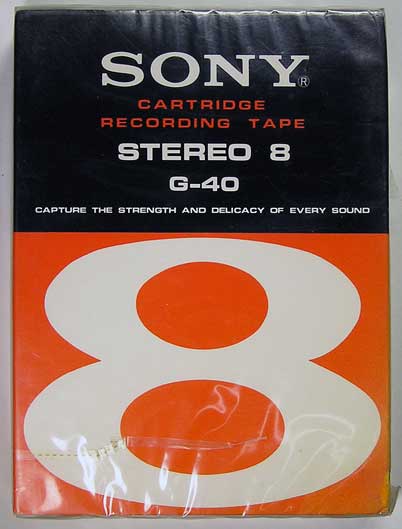 SONY®
CARTRIDGE
RECORDING TAPE
STEREO 8
G-40
CAPTURE THE STRENGTH AND DELICACY OF EVERY SOUND
8